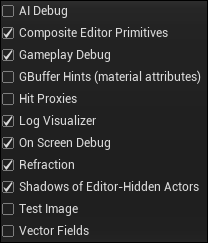 AI Debug
Composite Editor Primitives
Gameplay Debug
GBuffer Hints (material attributes)
Hit Proxies
Log Visualizer
On Screen Debug
Refraction
Shadows of Editor-Hidden Actors
Test Image
Vector Fields